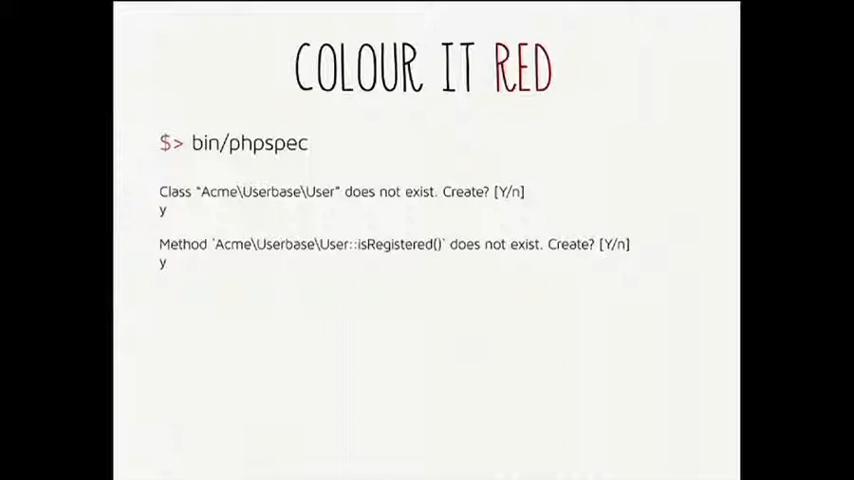 COLOUR IT RED
$> bin/phpspec
Class "Acme\Userbase\User" does not exist. Create? [Y/n]
y
Method `Acme\Userbase\User::isRegistered()` does not exist. Create? [Y/n]
y